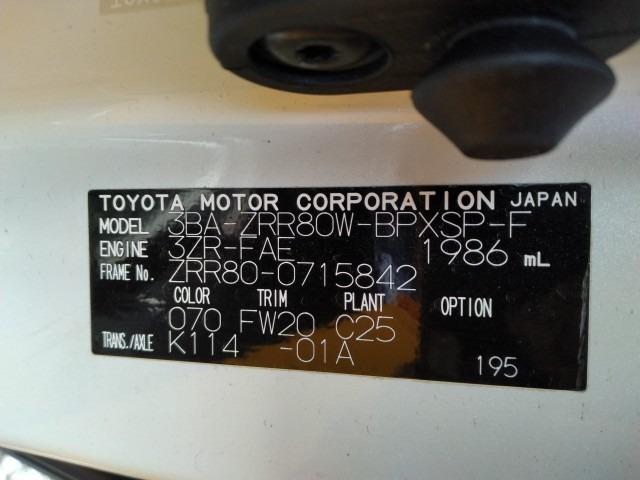 TOYOTA MOTOR CORPORATION JAPAN
MODEL 3BA-ZRR80W-BPXSP-F
ENGINE 3ZR-FAE 1986 mL
FRAME No. ZRR80-0715842
COLOR TRIM PLANT OPTION
070 FW20 C25
TRANS./AXLE K114 -01A
195